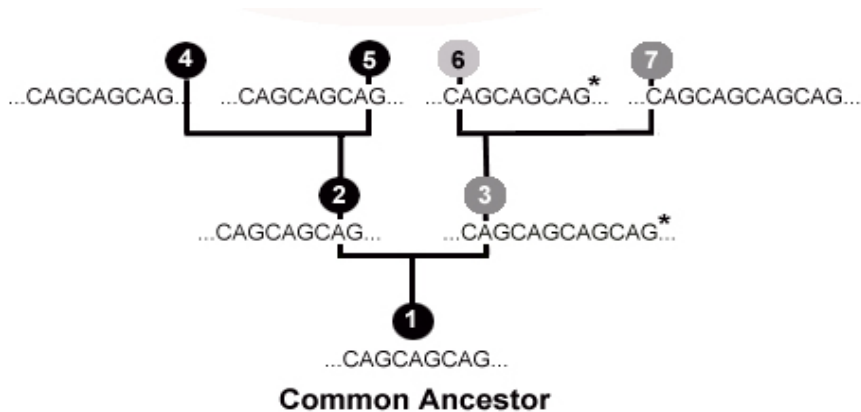 4 5 6 7
...CAGCAGCAG... ...CAGCAGCAG... ...CAGCAGCAG...* ...CAGCAGCAGCAG...
2 3
...CAGCAGCAG... ...CAGCAGCAGCAG...*
1
...CAGCAGCAG...
Common Ancestor